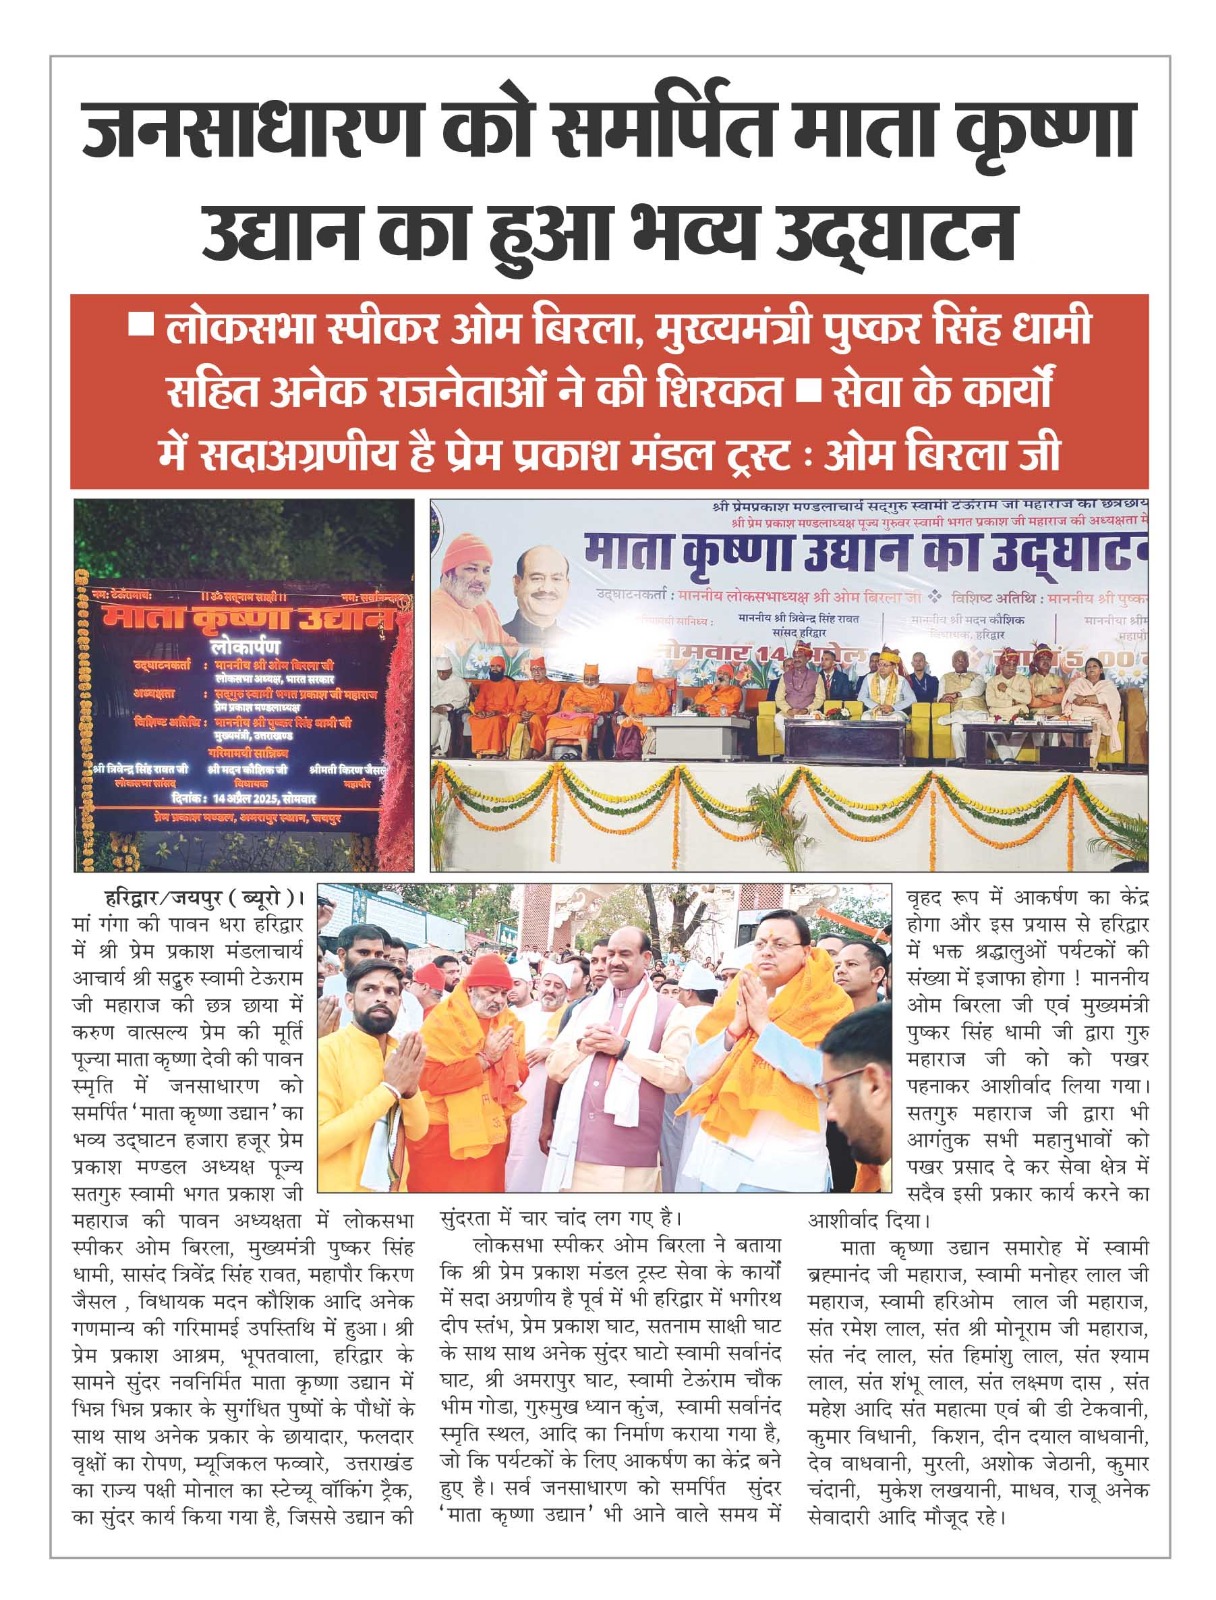 जनसाधारण को समर्पित माता कृष्णा
उद्यान का हुआ भव्य उद्घाटन
■ लोकसभा स्पीकर ओम बिरला, मुख्यमंत्री पुष्कर सिंह धामी
सहित अनेक राजनेताओं ने की शिरकत ■ सेवा के कार्यों
में सदाअग्रणीय है प्रेम प्रकाश मंडल ट्रस्ट : ओम बिरला जी
नमः टेऊँरामाय:
।। ॐ सत्नाम साक्षी ।।
माता कृष्णा उद्यान
लोकार्पण
उद्घाटनकर्ता : माननीय श्री ओम बिरला जी
लोकसभा अध्यक्ष, भारत सरकार
अध्यक्षता : सद्गुरु स्वामी भगत प्रकाश जी महाराज
प्रेम प्रकाश मण्डलाध्यक्ष
विशिष्ट अतिथि : माननीय श्री पुष्कर सिंह धामी जी
मुख्यमंत्री, उत्तराखण्ड
गरिमामयी सान्निध्य
श्री त्रिवेन्द्र सिंह रावत जी श्री मदन कौशिक जी श्रीमती किरण जैसल
लोकसभा सांसद विधायक महापौर
दिनांक : 14 अप्रैल 2025, सोमवार
प्रेम प्रकाश मण्डल, अमरापुर स्थान, जयपुर
श्री प्रेमप्रकाश मण्डलाचार्य सद्गुरु स्वामी टेऊँराम जी महाराज की छत्रछाय
श्री प्रेम प्रकाश मण्डलाध्यक्ष पूज्य गुरुवर स्वामी भगत प्रकाश जी महाराज की अध्यक्षता में
माता कृष्णा उद्यान का उद्घाटन
उद्घाटनकर्ता : माननीय लोकसभाध्यक्ष श्री ओम बिरला जी ❖ विशिष्ट अतिथि : माननीय श्री पुष्क
माननीय श्री त्रिवेन्द्र सिंह रावत
सांसद हरिद्वार
माननीय श्री मदन कौशिक
विधायक, हरिद्वार
सोमवार 14 अप्रैल
हरिद्वार/जयपुर ( ब्यूरो )।
मां गंगा की पावन धरा हरिद्वार
में श्री प्रेम प्रकाश मंडलाचार्य
आचार्य श्री सद्गुरु स्वामी टेऊराम
जी महाराज की छत्र छाया में
करुण वात्सल्य प्रेम की मूर्ति
पूज्या माता कृष्णा देवी की पावन
स्मृति में जनसाधारण को
समर्पित ‘माता कृष्णा उद्यान’ का
भव्य उद्घाटन हजारा हजूर प्रेम
प्रकाश मण्डल अध्यक्ष पूज्य
सतगुरु स्वामी भगत प्रकाश जी
महाराज की पावन अध्यक्षता में लोकसभा
स्पीकर ओम बिरला, मुख्यमंत्री पुष्कर सिंह
धामी, सासंद त्रिवेंद्र सिंह रावत, महापौर किरण
जैसल , विधायक मदन कौशिक आदि अनेक
गणमान्य की गरिमामई उपस्तिथि में हुआ। श्री
प्रेम प्रकाश आश्रम, भूपतवाला, हरिद्वार के
सामने सुंदर नवनिर्मित माता कृष्णा उद्यान में
भिन्न भिन्न प्रकार के सुगंधित पुष्पों के पौधों के
साथ साथ अनेक प्रकार के छायादार, फलदार
वृक्षों का रोपण, म्यूजिकल फव्वारे, उत्तराखंड
का राज्य पक्षी मोनाल का स्टेच्यू वॉकिंग ट्रैक,
का सुंदर कार्य किया गया है, जिससे उद्यान की
सुंदरता में चार चांद लग गए है।
लोकसभा स्पीकर ओम बिरला ने बताया
कि श्री प्रेम प्रकाश मंडल ट्रस्ट सेवा के कार्यों
में सदा अग्रणीय है पूर्व में भी हरिद्वार में भगीरथ
दीप स्तंभ, प्रेम प्रकाश घाट, सतनाम साक्षी घाट
के साथ साथ अनेक सुंदर घाटो स्वामी सर्वानंद
घाट, श्री अमरापुर घाट, स्वामी टेऊंराम चौक
भीम गोडा, गुरुमुख ध्यान कुंज, स्वामी सर्वानंद
स्मृति स्थल, आदि का निर्माण कराया गया है,
जो कि पर्यटकों के लिए आकर्षण का केंद्र बने
हुए है। सर्व जनसाधारण को समर्पित सुंदर
‘माता कृष्णा उद्यान’ भी आने वाले समय में
वृहद रूप में आकर्षण का केंद्र
होगा और इस प्रयास से हरिद्वार
में भक्त श्रद्धालुओं पर्यटकों की
संख्या में इजाफा होगा ! माननीय
ओम बिरला जी एवं मुख्यमंत्री
पुष्कर सिंह धामी जी द्वारा गुरु
महाराज जी को को पखर
पहनाकर आशीर्वाद लिया गया।
सतगुरु महाराज जी द्वारा भी
आगंतुक सभी महानुभावों को
पखर प्रसाद दे कर सेवा क्षेत्र में
सदैव इसी प्रकार कार्य करने का
आशीर्वाद दिया।
माता कृष्णा उद्यान समारोह में स्वामी
ब्रह्मानंद जी महाराज, स्वामी मनोहर लाल जी
महाराज, स्वामी हरिओम लाल जी महाराज,
संत रमेश लाल, संत श्री मोनूराम जी महाराज,
संत नंद लाल, संत हिमांशु लाल, संत श्याम
लाल, संत शंभू लाल, संत लक्ष्मण दास , संत
महेश आदि संत महात्मा एवं बी डी टेकवानी,
कुमार विधानी, किशन, दीन दयाल वाधवानी,
देव वाधवानी, मुरली, अशोक जेठानी, कुमार
चंदानी, मुकेश लखयानी, माधव, राजू अनेक
सेवादारी आदि मौजूद रहे।